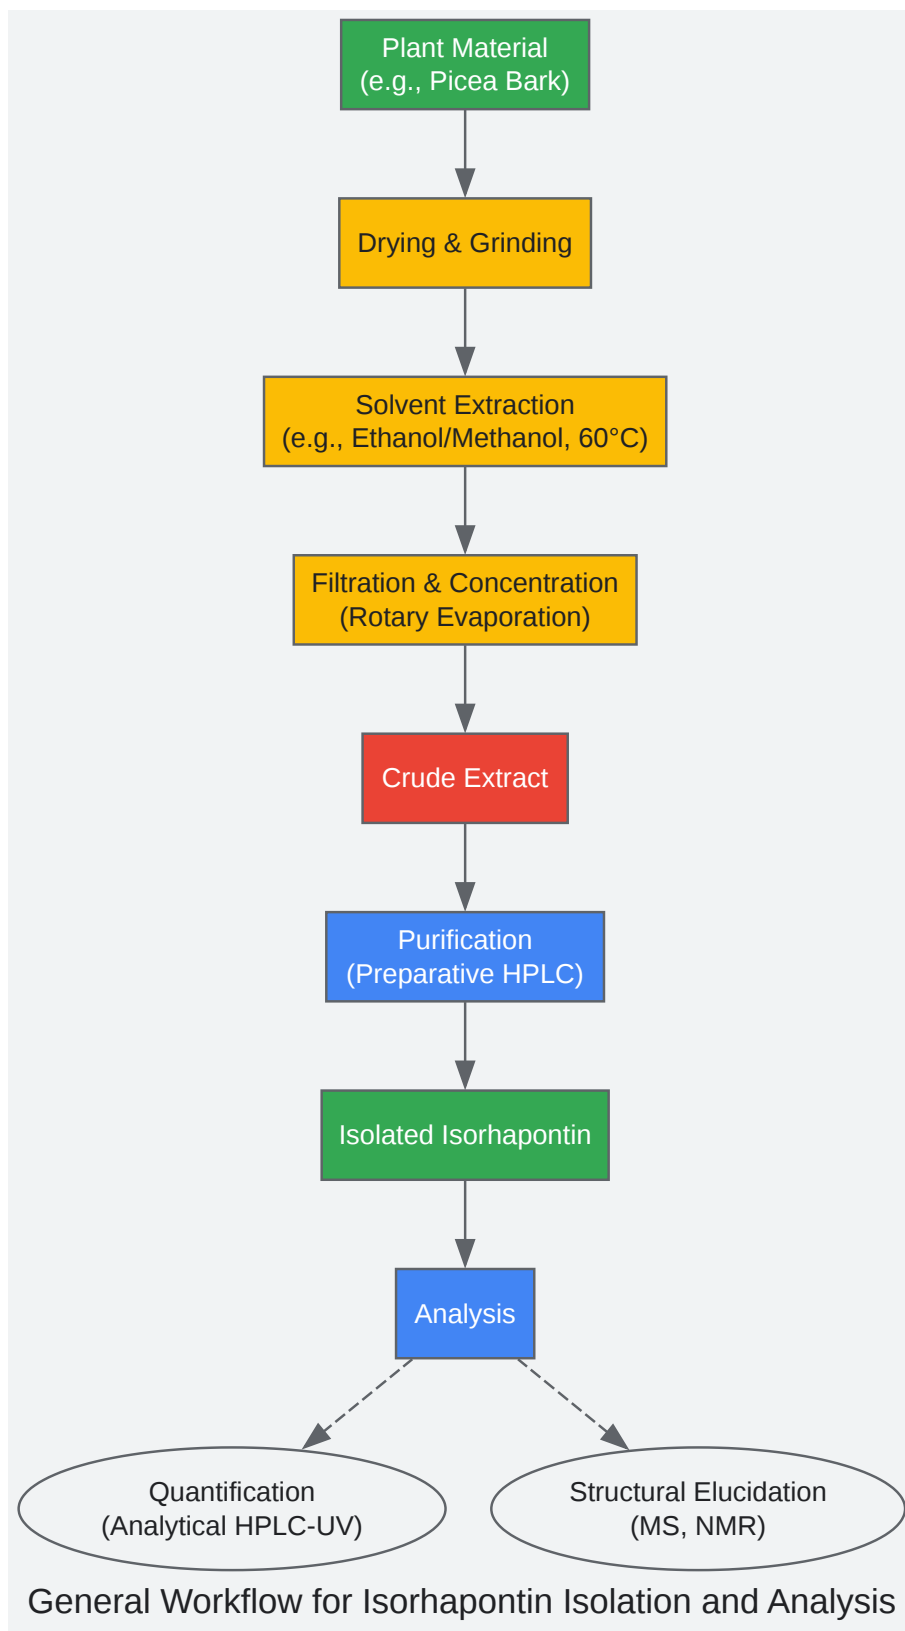 Plant Material
(e.g., Picea Bark)
Drying & Grinding
Solvent Extraction
(e.g., Ethanol/Methanol, 60°C)
Filtration & Concentration
(Rotary Evaporation)
Crude Extract
Purification
(Preparative HPLC)
Isolated Isorhapontin
Analysis
Quantification
(Analytical HPLC-UV)
Structural Elucidation
(MS, NMR)
General Workflow for Isorhapontin Isolation and Analysis